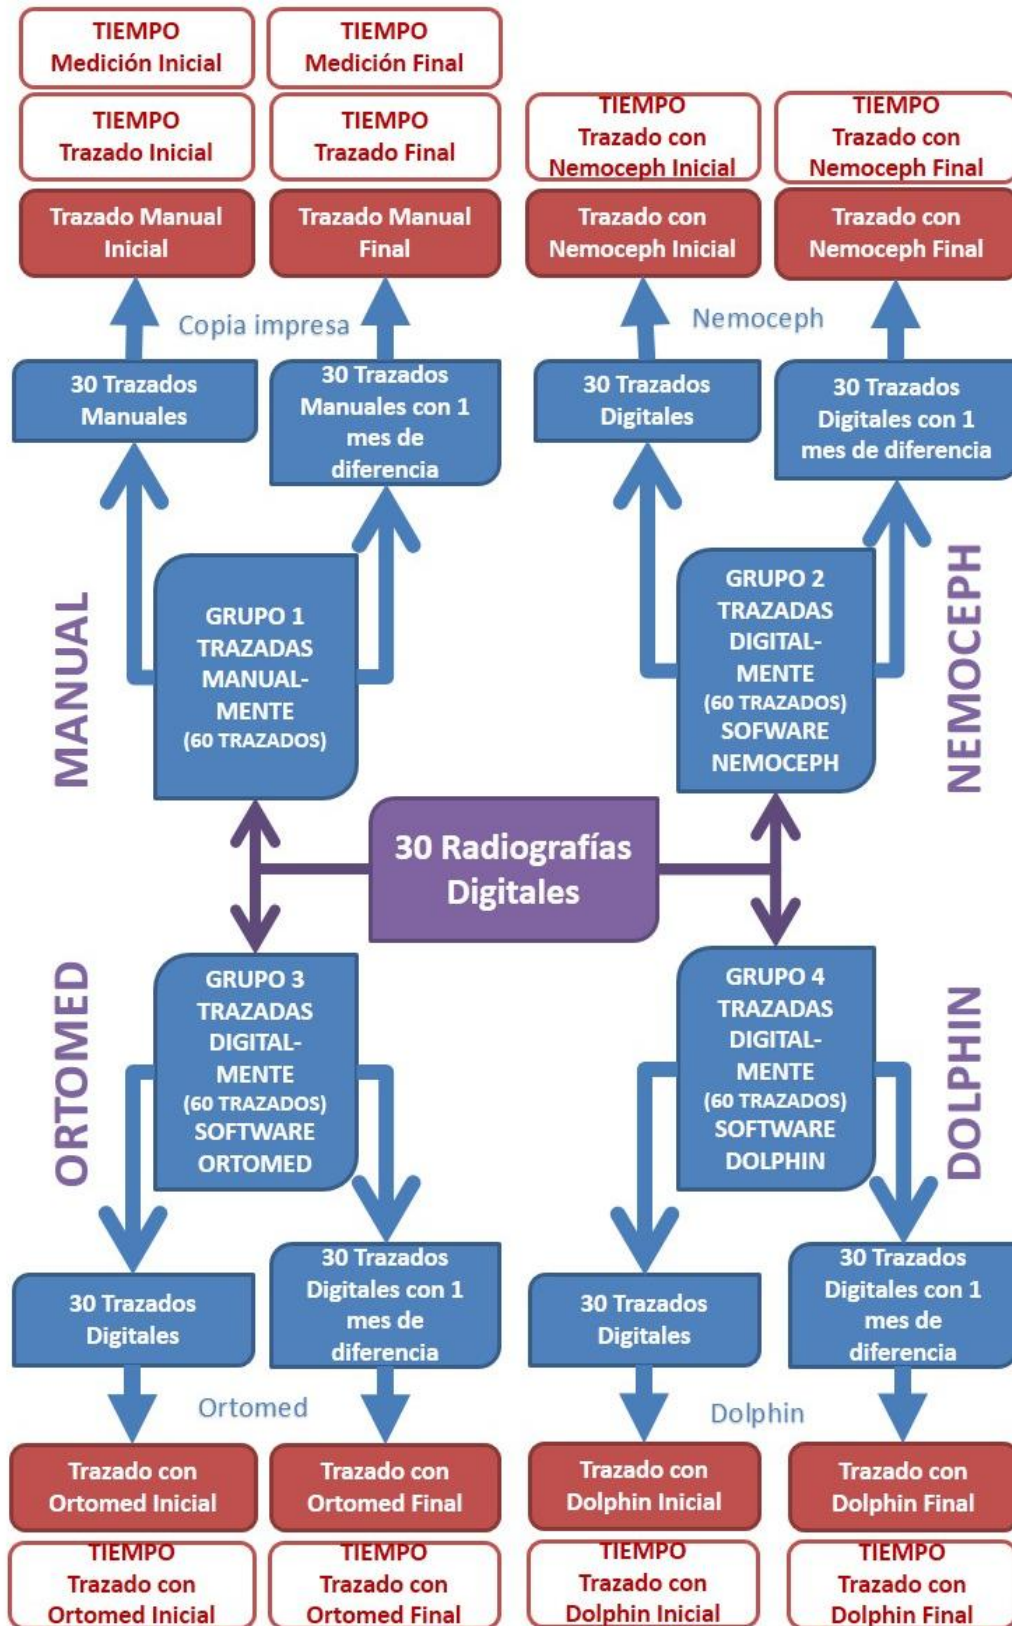 TIEMPO
Medición Inicial
TIEMPO
Medición Final
TIEMPO
Trazado Inicial
TIEMPO
Trazado Final
TIEMPO
Trazado con
Nemoceph Inicial
TIEMPO
Trazado con
Nemoceph Final
Trazado Manual
Inicial
Trazado Manual
Final
Trazado con
Nemoceph Inicial
Trazado con
Nemoceph Final
Copia impresa
Nemoceph
30 Trazados
Manuales
30 Trazados
Manuales con 1
mes de
diferencia
30 Trazados
Digitales
30 Trazados
Digitales con 1
mes de diferencia
MANUAL
GRUPO 1
TRAZADAS
MANUAL-
MENTE
(60 TRAZADOS)
GRUPO 2
TRAZADAS
DIGITAL-
MENTE
(60 TRAZADOS)
SOFWARE
NEMOCEPH
NEMOCEPH
30 Radiografías
Digitales
ORTOMED
GRUPO 3
TRAZADAS
DIGITAL-
MENTE
(60 TRAZADOS)
SOFTWARE
ORTOMED
GRUPO 4
TRAZADAS
DIGITAL-
MENTE
(60 TRAZADOS)
SOFTWARE
DOLPHIN
DOLPHIN
30 Trazados
Digitales
30 Trazados
Digitales con 1
mes de
diferencia
30 Trazados
Digitales
30 Trazados
Digitales con 1
mes de
diferencia
Ortomed
Dolphin
Trazado con
Ortomed Inicial
Trazado con
Ortomed Final
Trazado con
Dolphin Inicial
Trazado con
Dolphin Final
TIEMPO
Trazado con
Ortomed Inicial
TIEMPO
Trazado con
Ortomed Final
TIEMPO
Trazado con
Dolphin Inicial
TIEMPO
Trazado con
Dolphin Final